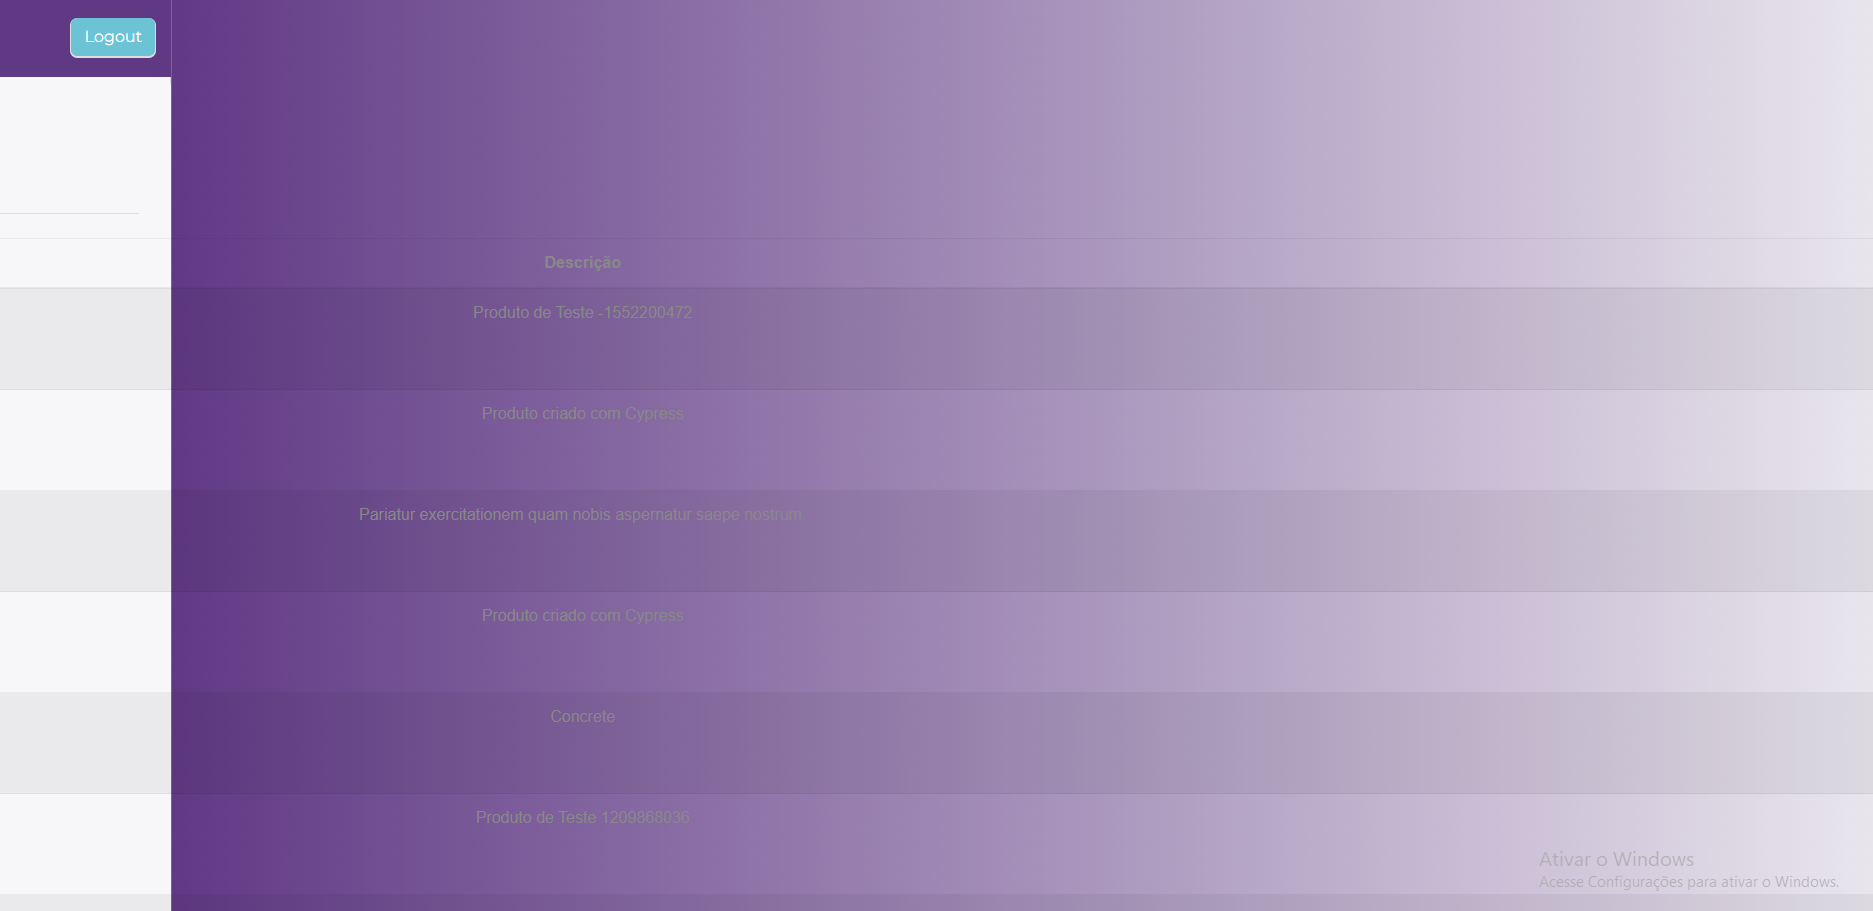 Logout
Descrição
Produto de Teste -1552200472
Produto criado com Cypress
Pariatur exercitationem quam nobis aspernatur saepe nostrum
Produto criado com Cypress
Concrete
Produto de Teste 1209868036
Ativar o Windows
Acesse Configurações para ativar o Windows.